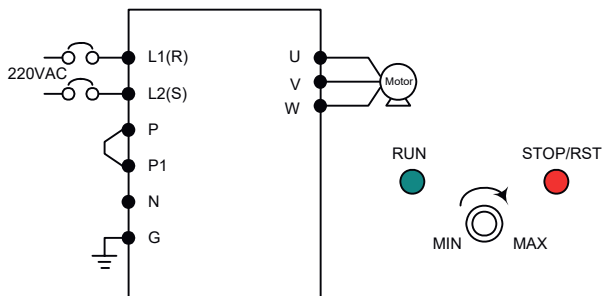 L1(R)
220VAC
L2(S)
P
P1
N
G
U
V
W
Motor
RUN
STOP/RST
MIN
MAX